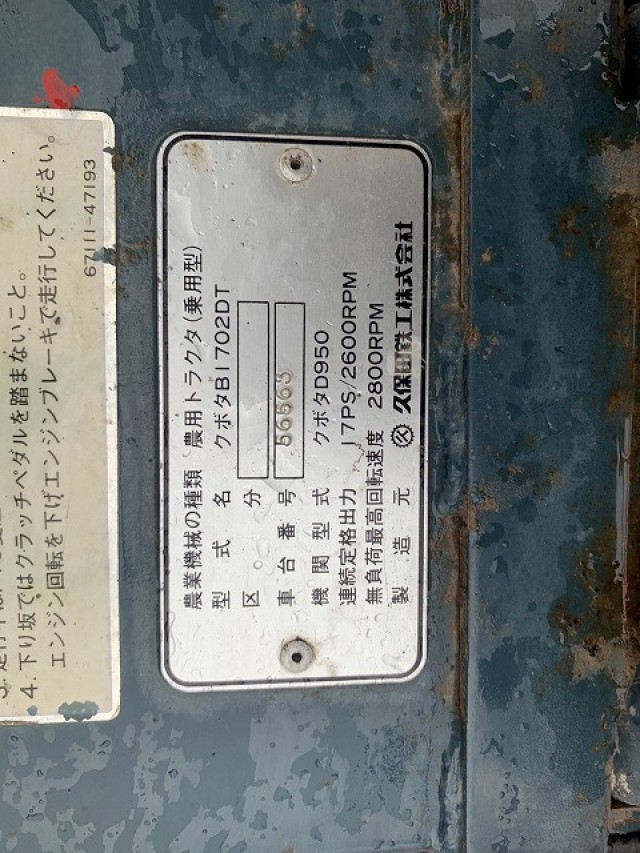 4. 下り坂ではクラッチペダルを踏まないこと。
エンジン回転を下げエンジンブレーキで走行してください。
67111-47193
農業機械の種類 農用トラクタ(乗用型)
型式名 クボタB1702DT
区分
車台番号 56663
機関型式 クボタD950
連続定格出力 17PS/2600RPM
無負荷最高回転速度 2800RPM
製造元 久保田鉄工株式会社